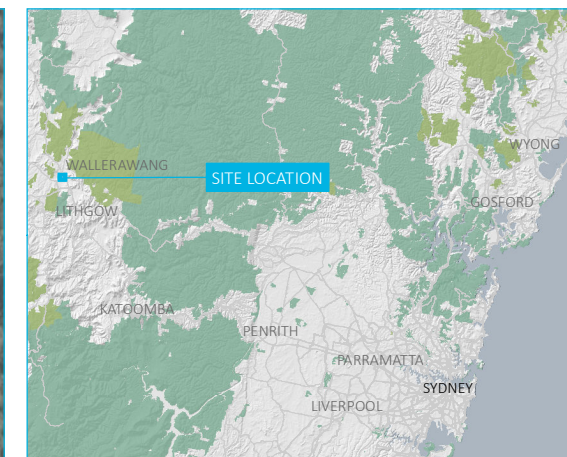 WYONG
WALLERAWANG
SITE LOCATION
GOSFORD
LITHGOW
KATOOMBA
PENRITH
PARRAMATTA
SYDNEY
LIVERPOOL